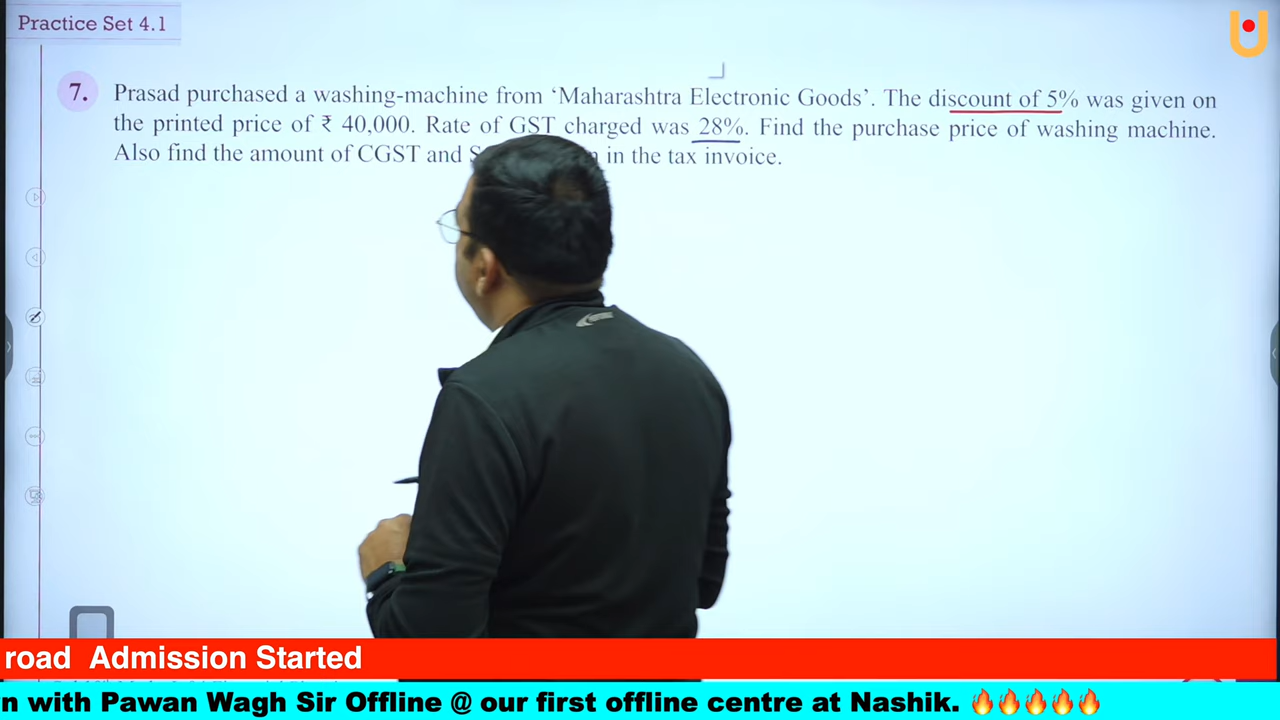 Practice Set 4.1
7. Prasad purchased a washing-machine from ‘Maharashtra Electronic Goods’. The discount of 5% was given on
the printed price of ₹ 40,000. Rate of GST charged was 28%. Find the purchase price of washing machine.
Also find the amount of CGST and in the tax invoice.
road Admission Started
n with Pawan Wagh Sir Offline @ our first offline centre at Nashik. 🔥🔥🔥🔥🔥